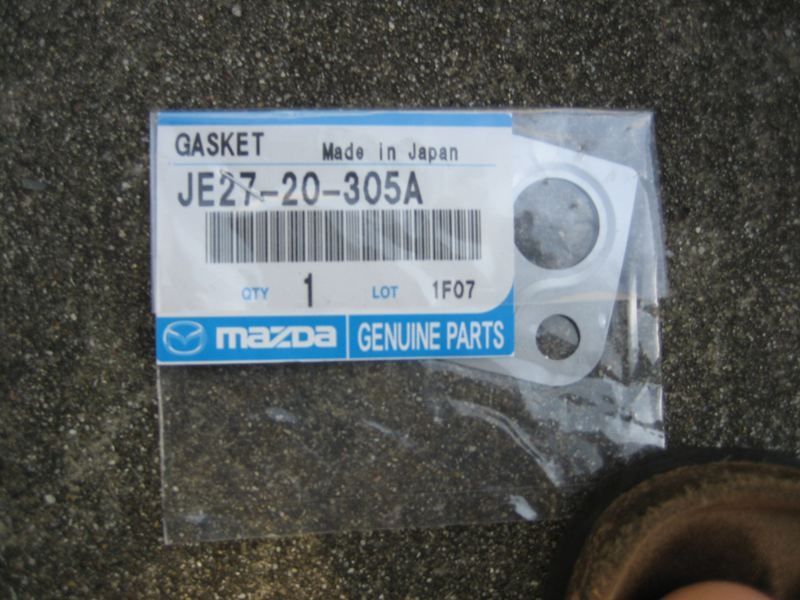 GASKET
Made in Japan
JE27-20-305A
QTY 1 LOT 1F07
mazda GENUINE PARTS